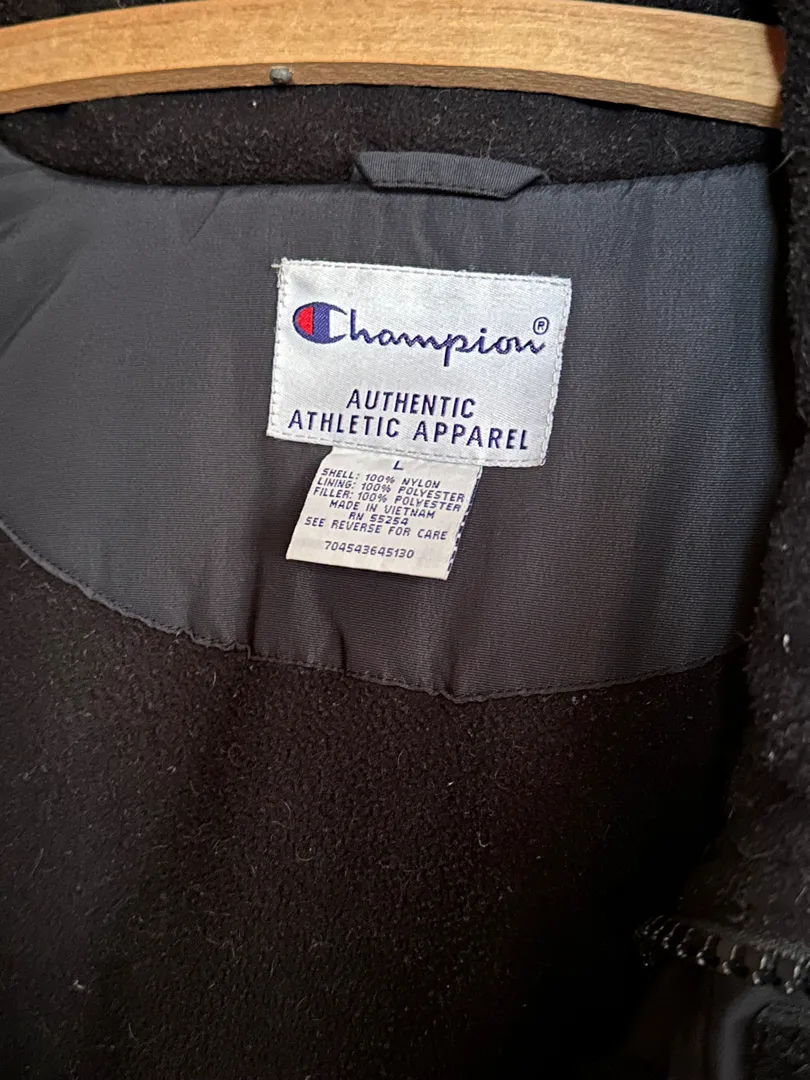 Champion®
AUTHENTIC
ATHLETIC APPAREL
L
SHELL: 100% NYLON
LINING: 100% POLYESTER
FILLER: 100% POLYESTER
MADE IN VIETNAM
RN 55254
SEE REVERSE FOR CARE
704543645130